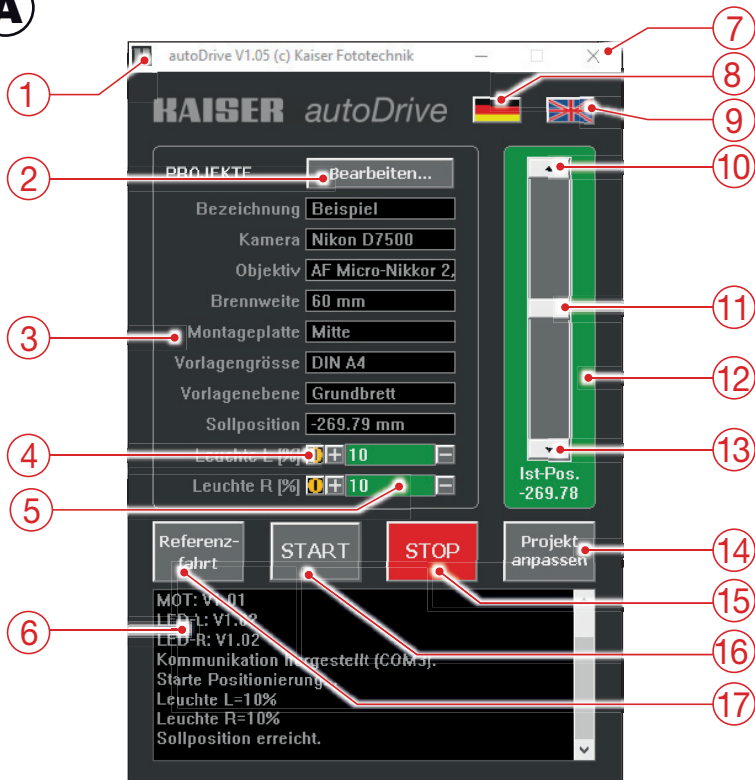 A
autoDrive V1.05 (c) Kaiser Fototechnik
KAISER autoDrive
PROJEKTE Bearbeiten...
Bezeichnung Beispiel
Kamera Nikon D7500
Objektiv AF Micro-Nikkor 2,
Brennweite 60 mm
Montageplatte Mitte
Vorlagengrösse DIN A4
Vorlagenebene Grundbrett
Sollposition -269.79 mm
Leuchte L [%] + 10 −
Leuchte R [%] + 10 −
Ist-Pos.
-269.78
Referenz-
fahrt
START
STOP
Projekt
anpassen
MOT: V1.01
LED-L: V1.02
LED-R: V1.02
Kommunikation hergestellt (COM3).
Starte Positionierung...
Leuchte L=10%
Leuchte R=10%
Sollposition erreicht.
1
2
3
4
5
6
7
8
9
10
11
12
13
14
15
16
17